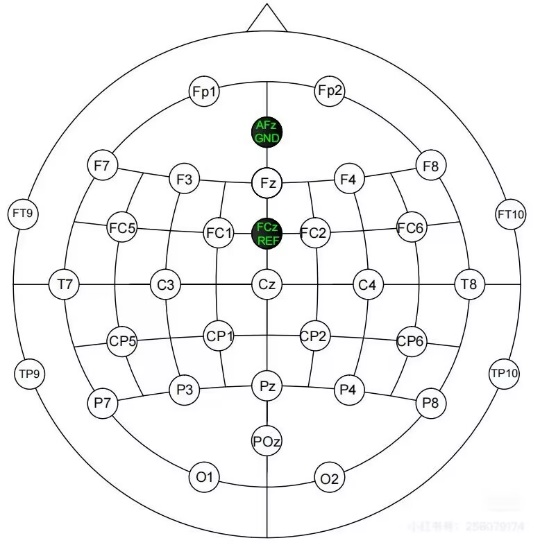 Fp1 Fp2
AFz
GND
F7 F3 Fz F4 F8
FT9 FT10
FC5 FC1 FCz FC2 FC6
REF
T7 C3 Cz C4 T8
CP5 CP1 CP2 CP6
TP9 TP10
P7 P3 Pz P4 P8
POz
O1 O2